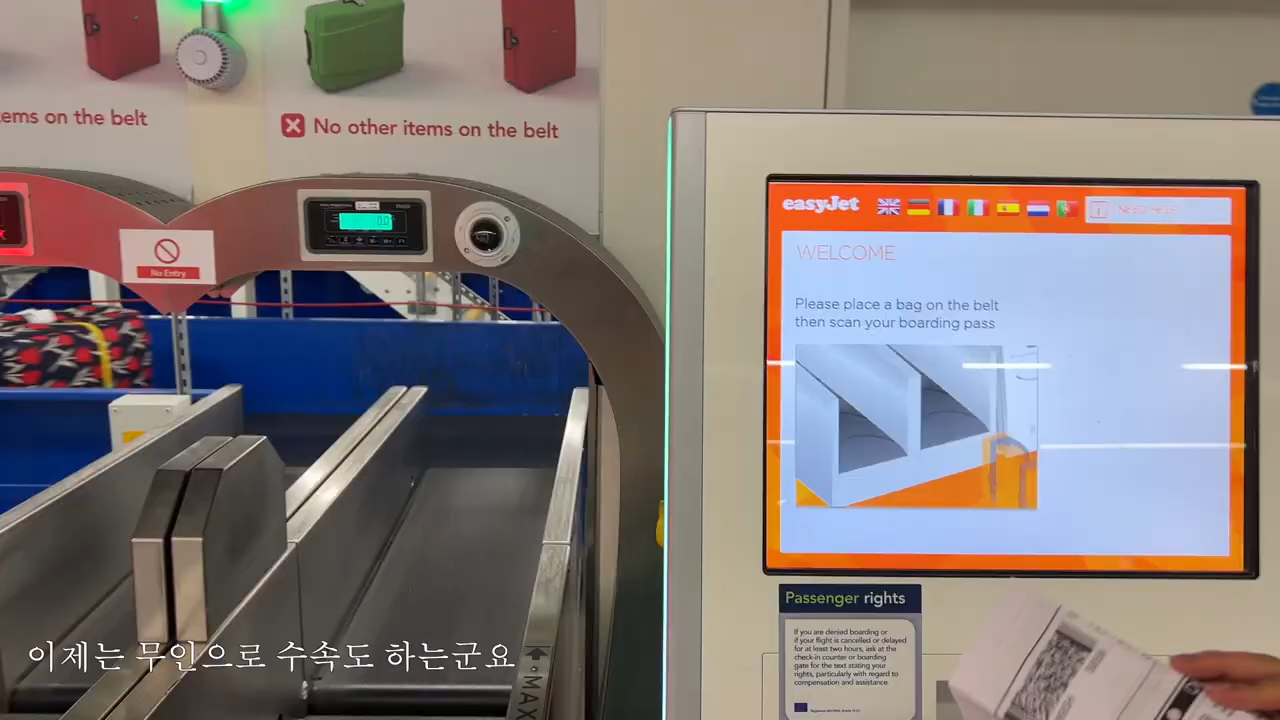 tems on the belt
No other items on the belt
0.0
No Entry
easyJet
WELCOME
Please place a bag on the belt
then scan your boarding pass
Passenger rights
If you are denied boarding or
if your flight is cancelled or delayed
for at least two hours, ask at the
check-in counter or boarding
gate for the text stating your
rights, particularly with regard to
compensation and assistance.
MAX
이제는 무인으로 수속도 하는군요